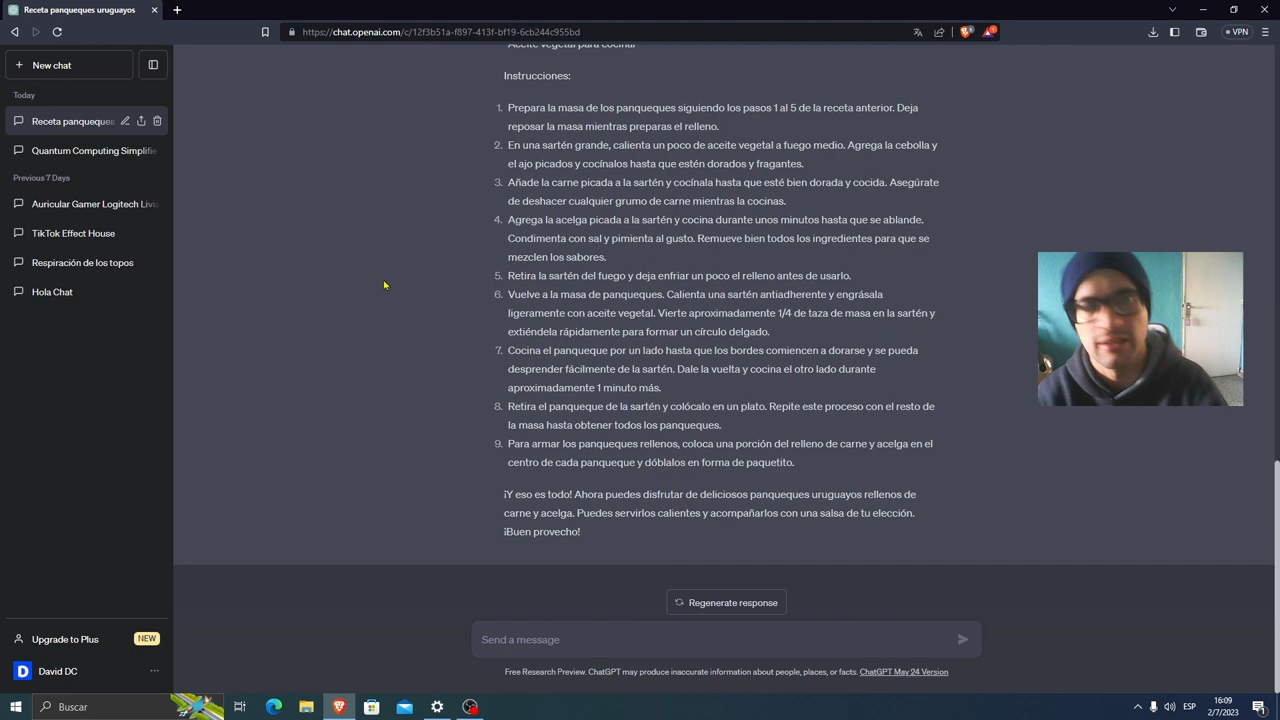 Receta panqueques uruguayos
https://chat.openai.com/c/12f3b51a-f897-413f-bf19-6cb244c955bd
VPN
New chat
Today
Receta panqueques
Quantum Computing Simplifie
Previous 7 Days
Auricular Gamer Logitech Livia
TikTok Effect House
Respiración de los topos
Hola Chat
Upgrade to Plus
NEW
David DC
Aceite vegetal para cocinar
Instrucciones:
1. Prepara la masa de los panqueques siguiendo los pasos 1 al 5 de la receta anterior. Deja
reposar la masa mientras preparas el relleno.
2. En una sartén grande, calienta un poco de aceite vegetal a fuego medio. Agrega la cebolla y
el ajo picados y cocínalos hasta que estén dorados y fragantes.
3. Añade la carne picada a la sartén y cocínala hasta que esté bien dorada y cocida. Asegúrate
de deshacer cualquier grumo de carne mientras la cocinas.
4. Agrega la acelga picada a la sartén y cocina durante unos minutos hasta que se ablande.
Condimenta con sal y pimienta al gusto. Remueve bien todos los ingredientes para que se
mezclen los sabores.
5. Retira la sartén del fuego y deja enfriar un poco el relleno antes de usarlo.
6. Vuelve a la masa de panqueques. Calienta una sartén antiadherente y engrásala
ligeramente con aceite vegetal. Vierte aproximadamente 1/4 de taza de masa en la sartén y
extiéndela rápidamente para formar un círculo delgado.
7. Cocina el panqueque por un lado hasta que los bordes comiencen a dorarse y se pueda
desprender fácilmente de la sartén. Dale la vuelta y cocina el otro lado durante
aproximadamente 1 minuto más.
8. Retira el panqueque de la sartén y colócalo en un plato. Repite este proceso con el resto de
la masa hasta obtener todos los panqueques.
9. Para armar los panqueques rellenos, coloca una porción del relleno de carne y acelga en el
centro de cada panqueque y dóblalos en forma de paquetito.
¡Y eso es todo! Ahora puedes disfrutar de deliciosos panqueques uruguayos rellenos de
carne y acelga. Puedes servirlos calientes y acompañarlos con una salsa de tu elección.
¡Buen provecho!
Regenerate response
Send a message
Free Research Preview. ChatGPT may produce inaccurate information about people, places, or facts. ChatGPT May 24 Version
Buscar
ESP
16:09
2/7/2023